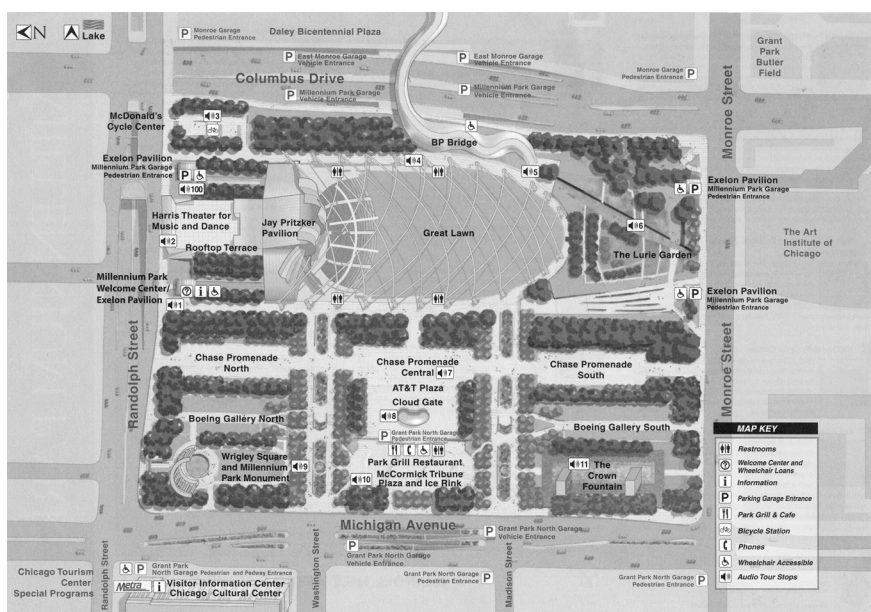 N
Lake
Monroe Garage
Pedestrian Entrance
Daley Bicentennial Plaza
East Monroe Garage
Vehicle Entrance
East Monroe Garage
Vehicle Entrance
Monroe Garage
Pedestrian Entrance
Grant
Park
Butler
Field
Columbus Drive
Millennium Park Garage
Vehicle Entrance
Millennium Park Garage
Vehicle Entrance
Monroe Street
McDonald's
Cycle Center
3
BP Bridge
Exelon Pavilion
Millennium Park Garage
Pedestrian Entrance
P
100
4
5
Exelon Pavilion
Millennium Park Garage
Pedestrian Entrance
P
Harris Theater for
Music and Dance
2
Rooftop Terrace
Jay Pritzker
Pavilion
Great Lawn
6
The Lurie Garden
The Art
Institute of
Chicago
Millennium Park
Welcome Center/
Exelon Pavilion
? i
1
Exelon Pavilion
Millennium Park Garage
Pedestrian Entrance
P
Randolph Street
Monroe Street
Chase Promenade
North
Chase Promenade
Central 7
Chase Promenade
South
AT&T Plaza
Cloud Gate
8
Boeing Gallery North
Grant Park North Garage
Pedestrian Entrance
P
Boeing Gallery South
Wrigley Square
and Millennium
Park Monument
9
Park Grill Restaurant
McCormick Tribune
Plaza and Ice Rink
10
11
The
Crown
Fountain
MAP KEY
Restrooms
Welcome Center and
Wheelchair Loans
Information
Parking Garage Entrance
Park Grill & Cafe
Bicycle Station
Phones
Wheelchair Accessible
Audio Tour Stops
Michigan Avenue
Grant Park North Garage
Vehicle Entrance
Grant Park North Garage
Vehicle Entrance
Randolph Street
Washington Street
Madison Street
Chicago Tourism
Center
Special Programs
P
Grant Park
North Garage Pedestrian and Pedway Entrance
Metra
i
Visitor Information Center
Chicago Cultural Center
Grant Park North Garage
Pedestrian Entrance
P
Grant Park North Garage
Pedestrian Entrance
P